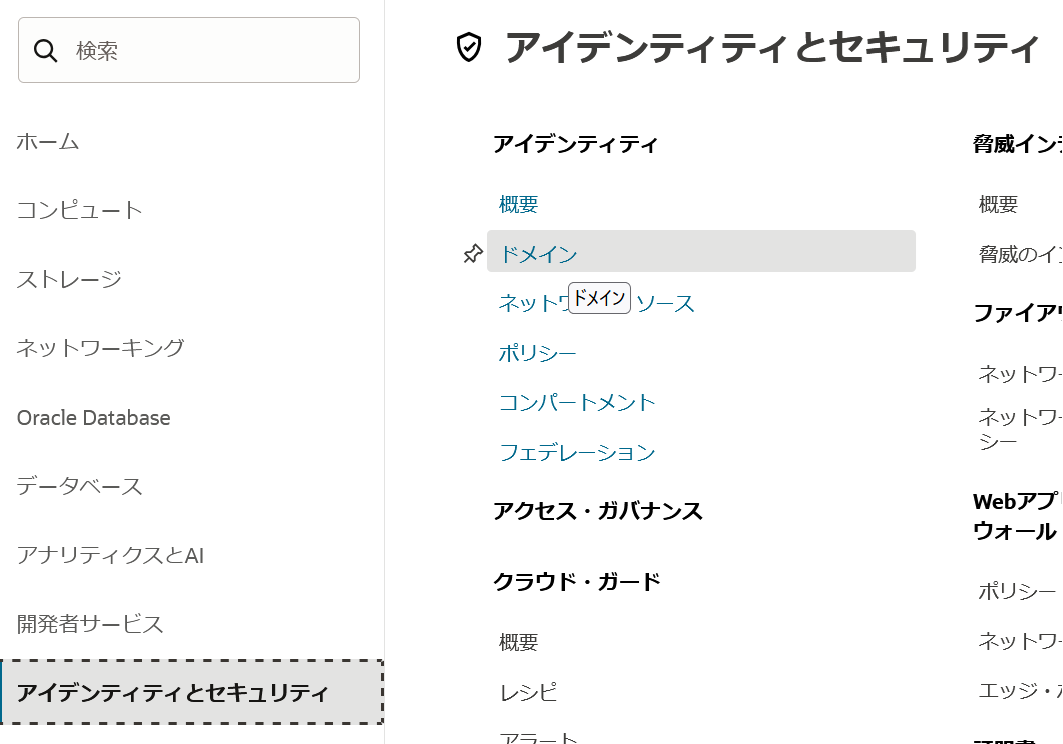 検索
ホーム
コンピュート
ストレージ
ネットワーキング
Oracle Database
データベース
アナリティクスとAI
開発者サービス
アイデンティティとセキュリティ
アイデンティティとセキュリティ
アイデンティティ
概要
ドメイン
ドメイン
ネットワ ソース
ポリシー
コンパートメント
フェデレーション
アクセス・ガバナンス
クラウド・ガード
概要
レシピ
アラート
脅威イン
概要
脅威のイ
ファイア
ネットワー
ネットワー
シー
Webアプ
ウォール
ポリシー
ネットワー
エッジ・